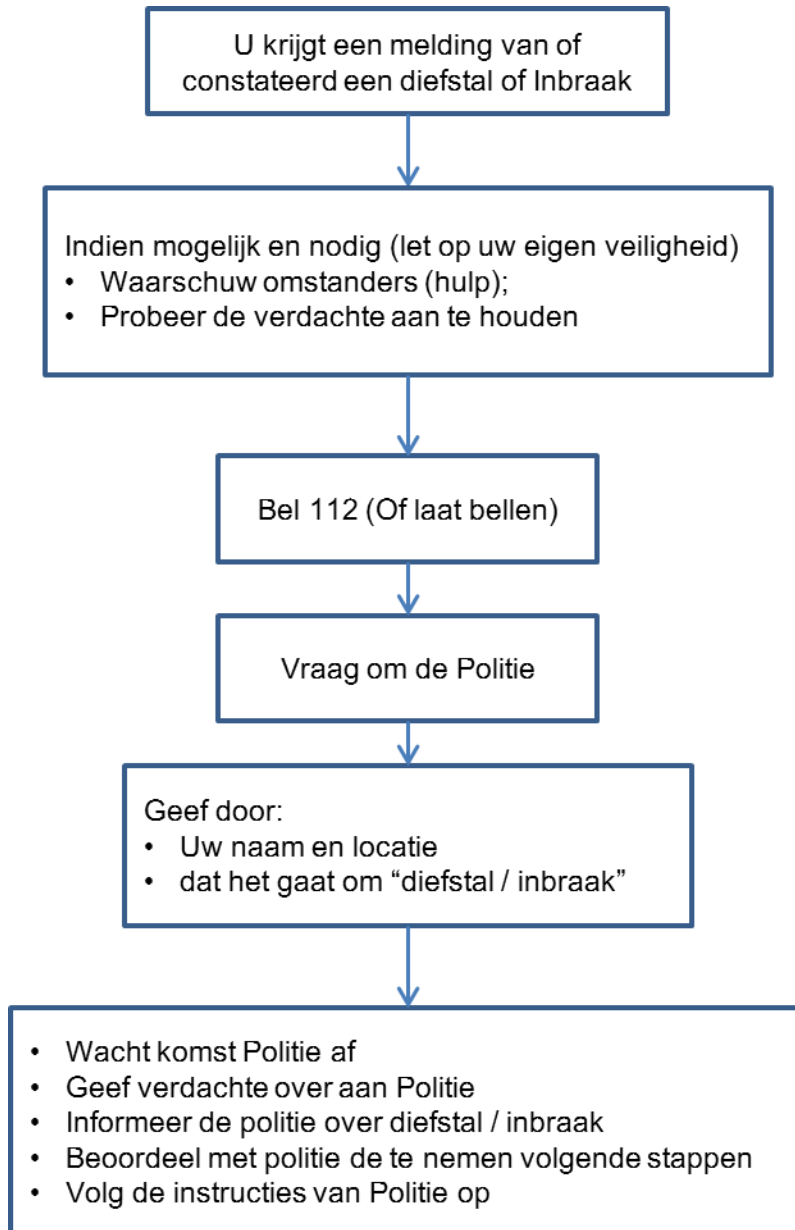 U krijgt een melding van of
constateerd een diefstal of Inbraak
Indien mogelijk en nodig (let op uw eigen veiligheid)
• Waarschuw omstanders (hulp);
• Probeer de verdachte aan te houden
Bel 112 (Of laat bellen)
Vraag om de Politie
Geef door:
• Uw naam en locatie
• dat het gaat om “diefstal / inbraak”
• Wacht komst Politie af
• Geef verdachte over aan Politie
• Informeer de politie over diefstal / inbraak
• Beoordeel met politie de te nemen volgende stappen
• Volg de instructies van Politie op